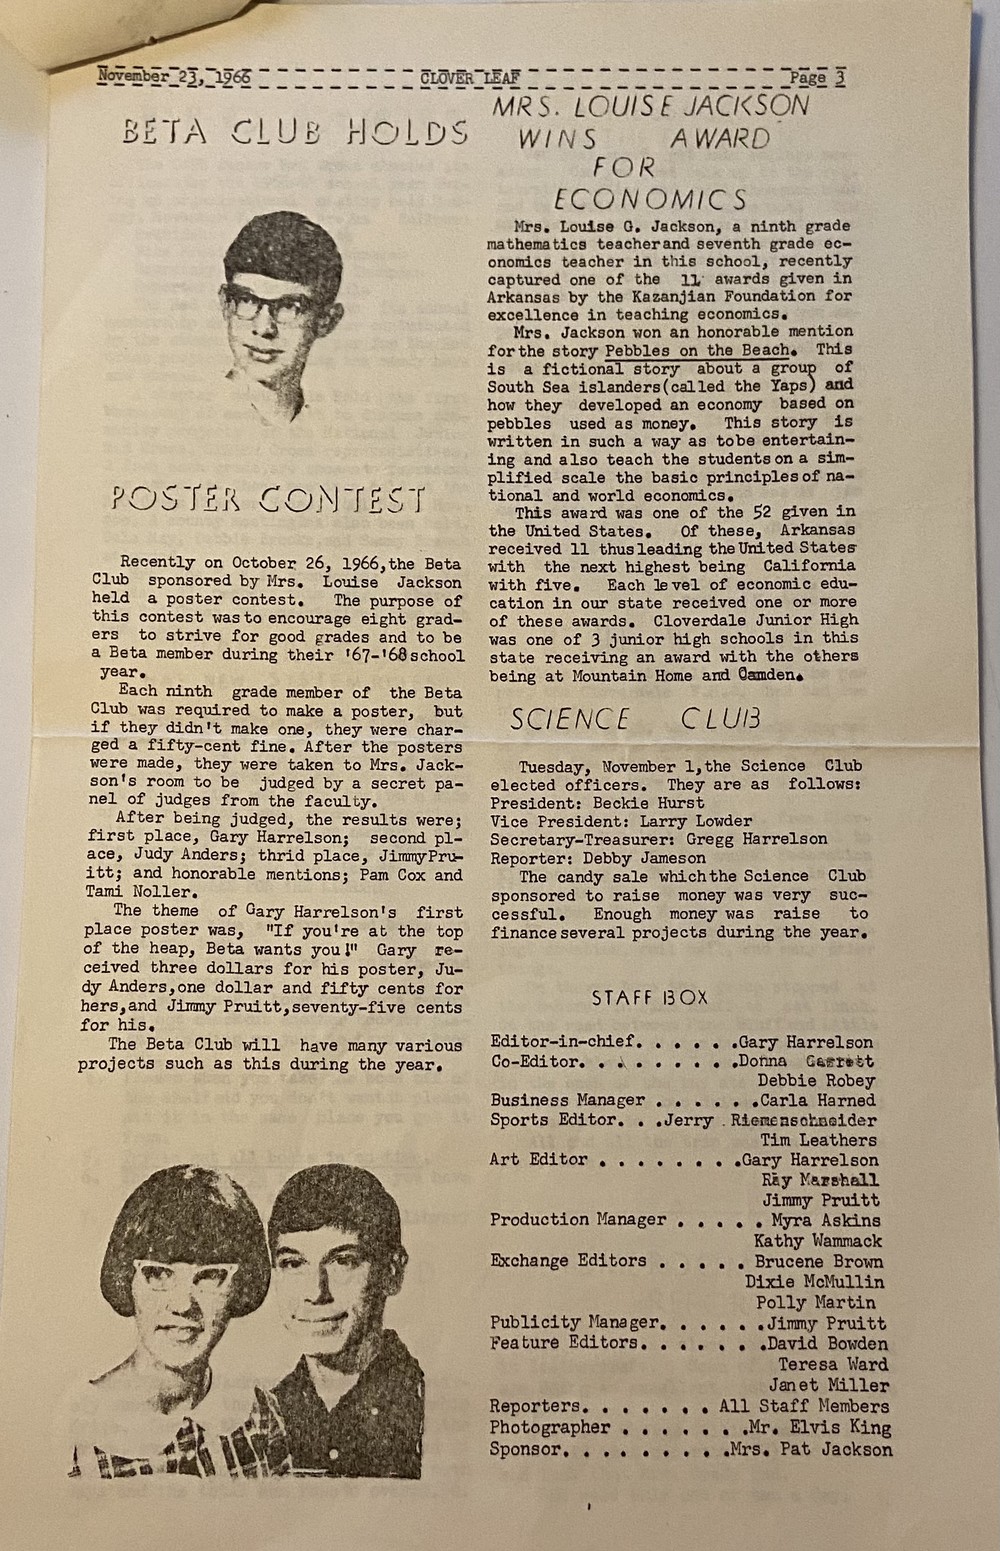 November 23, 1966 CLOVER LEAF Page 3
BETA CLUB HOLDS
POSTER CONTEST
Recently on October 26, 1966,the Beta
Club sponsored by Mrs. Louise Jackson
held a poster contest. The purpose of
this contest was to encourage eight grad-
ers to strive for good grades and to be
a Beta member during their '67-'68 school
year.
Each ninth grade member of the Beta
Club was required to make a poster, but
if they didn't make one, they were char-
ged a fifty-cent fine. After the posters
were made, they were taken to Mrs. Jack-
son's room to be judged by a secret pa-
nel of judges from the faculty.
After being judged, the results were;
first place, Gary Harrelson; second pl-
ace, Judy Anders; thrid place, JimmyPru-
itt; and honorable mentions; Pam Cox and
Tami Noller.
The theme of Gary Harrelson's first
place poster was, "If you're at the top
of the heap, Beta wants you!" Gary re-
ceived three dollars for his poster, Ju-
dy Anders,one dollar and fifty cents for
hers,and Jimmy Pruitt,seventy-five cents
for his.
The Beta Club will have many various
projects such as this during the year.
MRS. LOUISE JACKSON
WINS AWARD
FOR
ECONOMICS
Mrs. Louise G. Jackson, a ninth grade
mathematics teacher and seventh grade ec-
onomics teacher in this school, recently
captured one of the 11 awards given in
Arkansas by the Kazanjian Foundation for
excellence in teaching economics.
Mrs. Jackson won an honorable mention
for the story Pebbles on the Beach. This
is a fictional story about a group of
South Sea islanders(called the Yaps) and
how they developed an economy based on
pebbles used as money. This story is
written in such a way as tobe entertain-
ing and also teach the students on a sim-
plified scale the basic principles of na-
tional and world economics.
This award was one of the 52 given in
the United States. Of these, Arkansas
received 11 thus leading the United States
with the next highest being California
with five. Each level of economic edu-
cation in our state received one or more
of these awards. Cloverdale Junior High
was one of 3 junior high schools in this
state receiving an award with the others
being at Mountain Home and Camden.
SCIENCE CLUB
Tuesday, November 1,the Science Club
elected officers. They are as follows:
President: Beckie Hurst
Vice President: Larry Lowder
Secretary-Treasurer: Gregg Harrelson
Reporter: Debby Jameson
The candy sale which the Science Club
sponsored to raise money was very suc-
cessful. Enough money was raise to
finance several projects during the year.
STAFF BOX
Editor-in-chief. . . . . .Gary Harrelson
Co-Editor. . . . . . . . .Donna Garrett
Debbie Robey
Business Manager . . . . . .Carla Harned
Sports Editor. . .Jerry Riemenschneider
Tim Leathers
Art Editor . . . . . . . .Gary Harrelson
Ray Marshall
Jimmy Pruitt
Production Manager . . . . . Myra Askins
Kathy Wammack
Exchange Editors . . . . . Brucene Brown
Dixie McMullin
Polly Martin
Publicity Manager. . . . . .Jimmy Pruitt
Feature Editors. . . . . . .David Bowden
Teresa Ward
Janet Miller
Reporters. . . . . . . All Staff Members
Photographer . . . . . . .Mr. Elvis King
Sponsor. . . . . . . . .Mrs. Pat Jackson